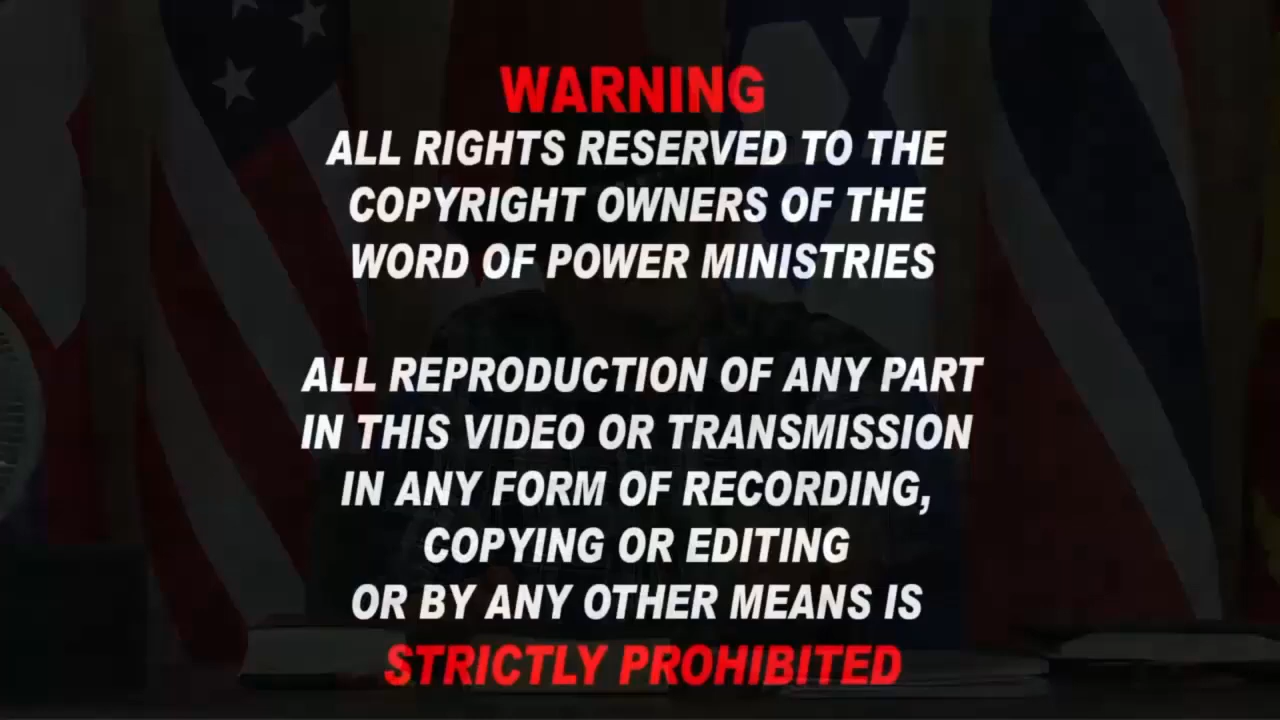 WARNING
ALL RIGHTS RESERVED TO THE
COPYRIGHT OWNERS OF THE
WORD OF POWER MINISTRIES
ALL REPRODUCTION OF ANY PART
IN THIS VIDEO OR TRANSMISSION
IN ANY FORM OF RECORDING,
COPYING OR EDITING
OR BY ANY OTHER MEANS IS
STRICTLY PROHIBITED